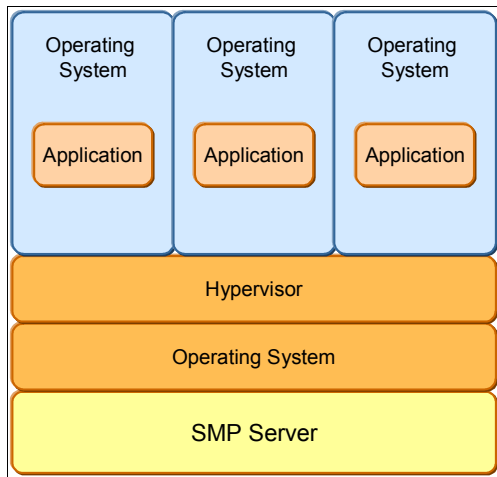 Operating
System
Operating
System
Operating
System
Application
Application
Application
Hypervisor
Operating System
SMP Server